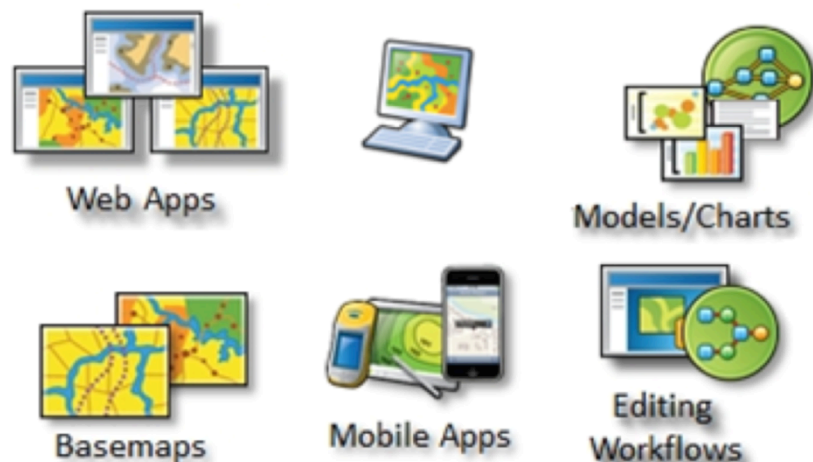 Web Apps
Models/Charts
Basemaps
Mobile Apps
Editing
Workflows